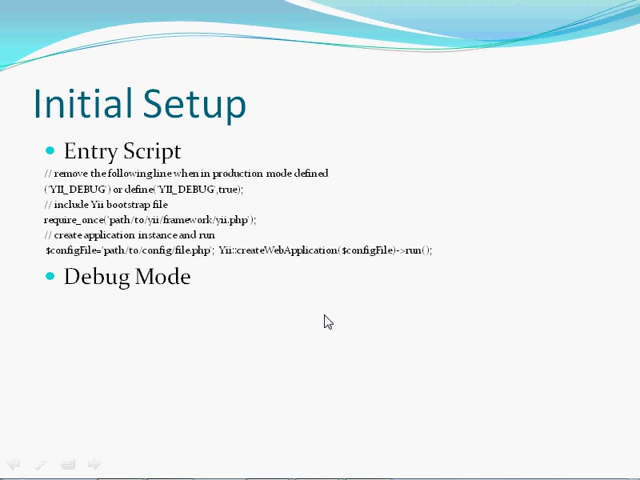 Initial Setup
Entry Script
// remove the following line when in production mode defined
('YII_DEBUG') or define('YII_DEBUG',true);
// include Yii bootstrap file
require_once('path/to/yii/framework/yii.php');
// create application instance and run
$configFile='path/to/config/file.php'; Yii::createWebApplication($configFile)->run();
Debug Mode